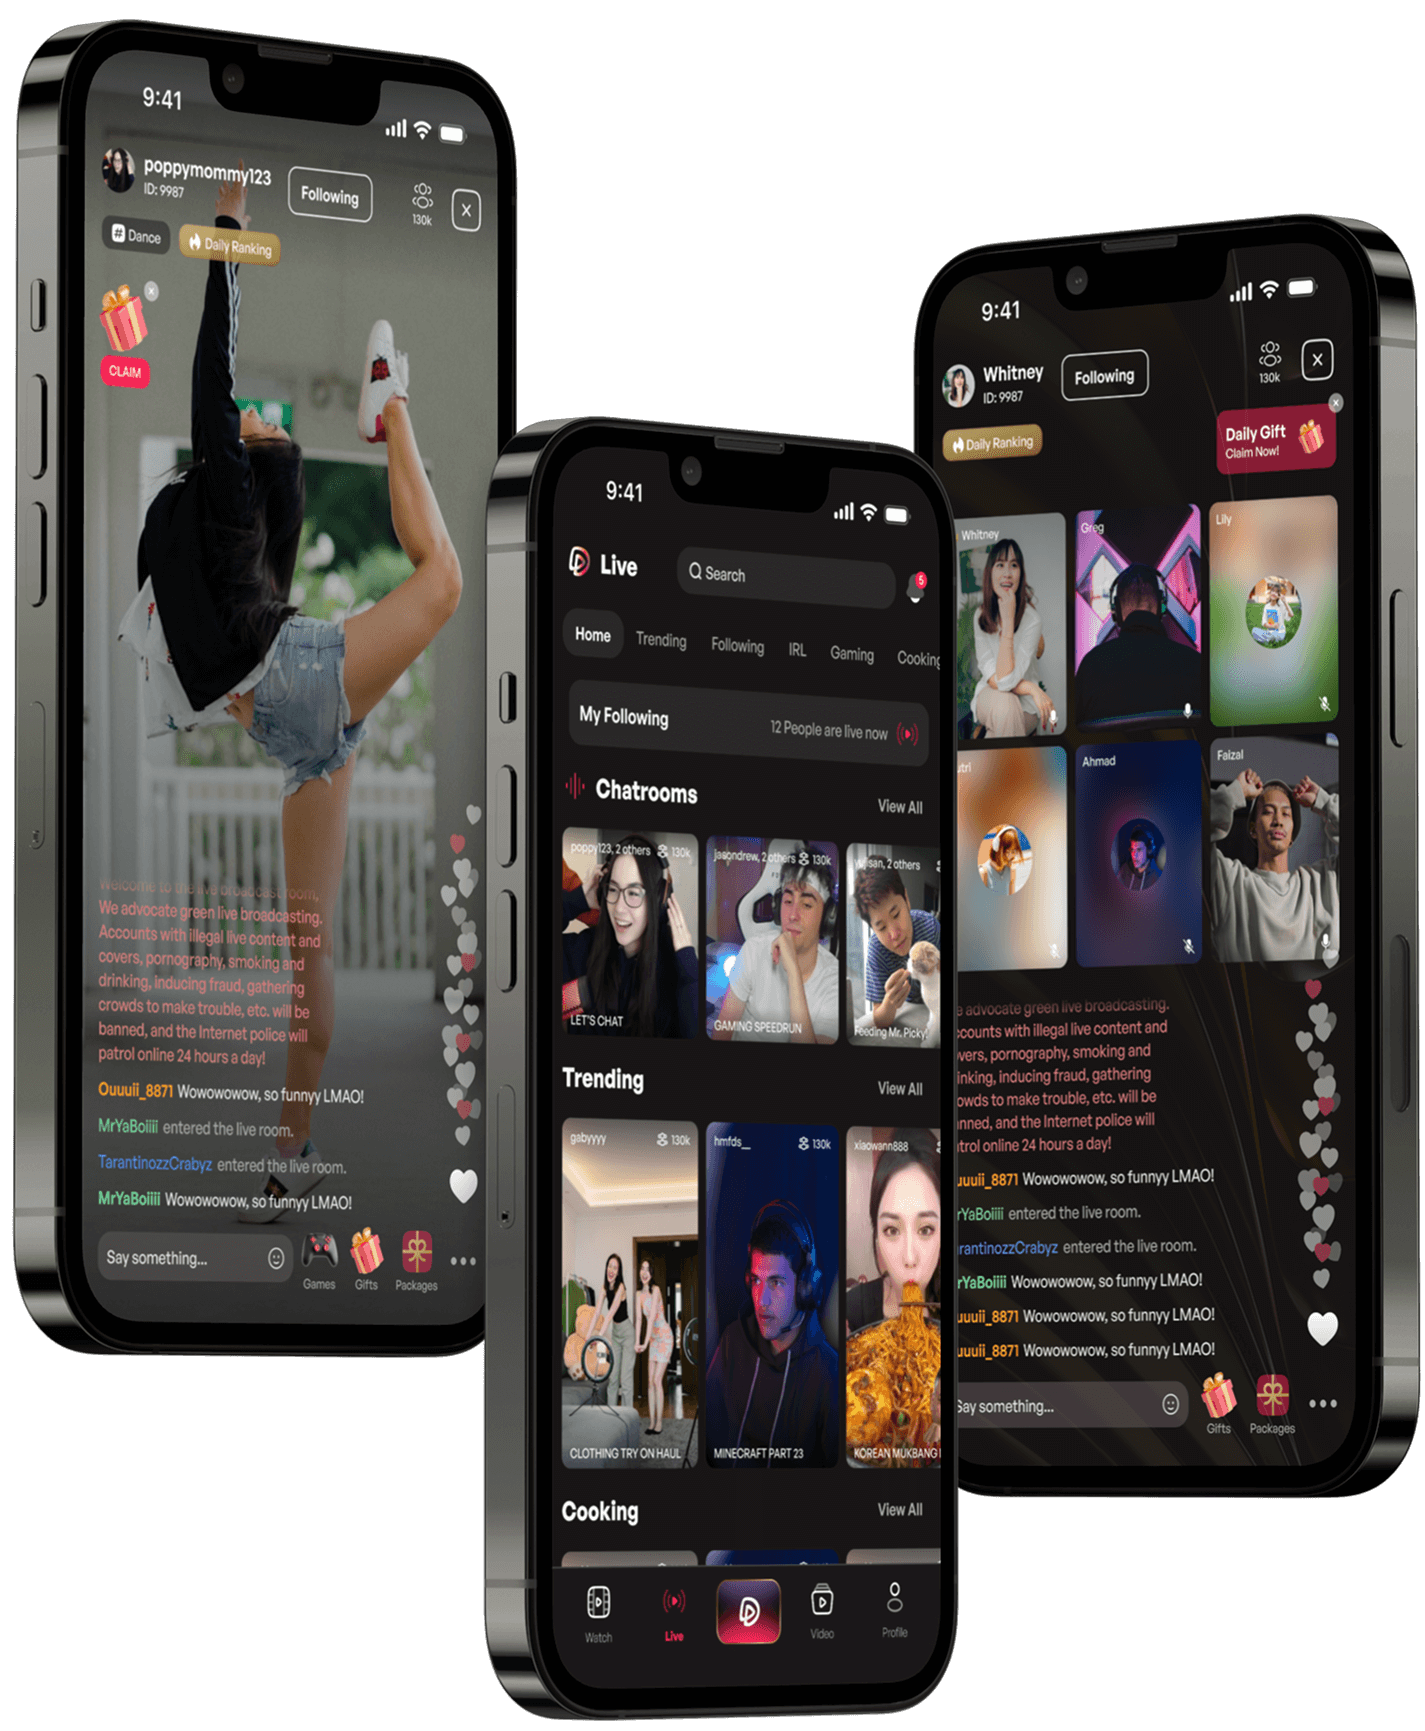 9:41
poppymommy123
ID: 9987
Following
130k
Dance
Daily Ranking
CLAIM
Welcome to the live broadcast room,
We advocate green live broadcasting.
Accounts with illegal live content and
covers, pornography, smoking and
drinking, inducing fraud, gathering
crowds to make trouble, etc. will be
banned, and the Internet police will
patrol online 24 hours a day!
Ouuuii_8871 Wowowowow, so funnyy LMAO!
MrYaBoiiii entered the live room.
TarantinozzCrabyz entered the live room.
MrYaBoiiii Wowowowow, so funnyy LMAO!
Say something...
Games
Gifts
Packages
9:41
Live
Search
5
Home
Trending
Following
IRL
Gaming
Cooking
My Following
12 People are live now
Chatrooms
View All
poppy123, 2 others 130k
jasondrew, 2 others 130k
yujisan, 2 others
LET'S CHAT
GAMING SPEEDRUN
Feeding Mr. Picky!
Trending
View All
gabyyyy 130k
hmfds__ 130k
xiaowann888
CLOTHING TRY ON HAUL
MINECRAFT PART 23
KOREAN MUKBANG
Cooking
View All
Watch
Live
Video
Profile
9:41
Whitney
ID: 9987
Following
130k
Daily Ranking
Daily Gift
Claim Now!
Whitney
Greg
Lily
utri
Ahmad
Faizal
e advocate green live broadcasting.
ccounts with illegal live content and
overs, pornography, smoking and
inking, inducing fraud, gathering
owds to make trouble, etc. will be
nned, and the Internet police will
trol online 24 hours a day!
uuuii_8871 Wowowowow, so funnyy LMAO!
rYaBoiiii entered the live room.
arantinozzCrabyz entered the live room.
rYaBoiiii Wowowowow, so funnyy LMAO!
uuuii_8871 Wowowowow, so funnyy LMAO!
uuuii_8871 Wowowowow, so funnyy LMAO!
Say something...
Gifts
Packages